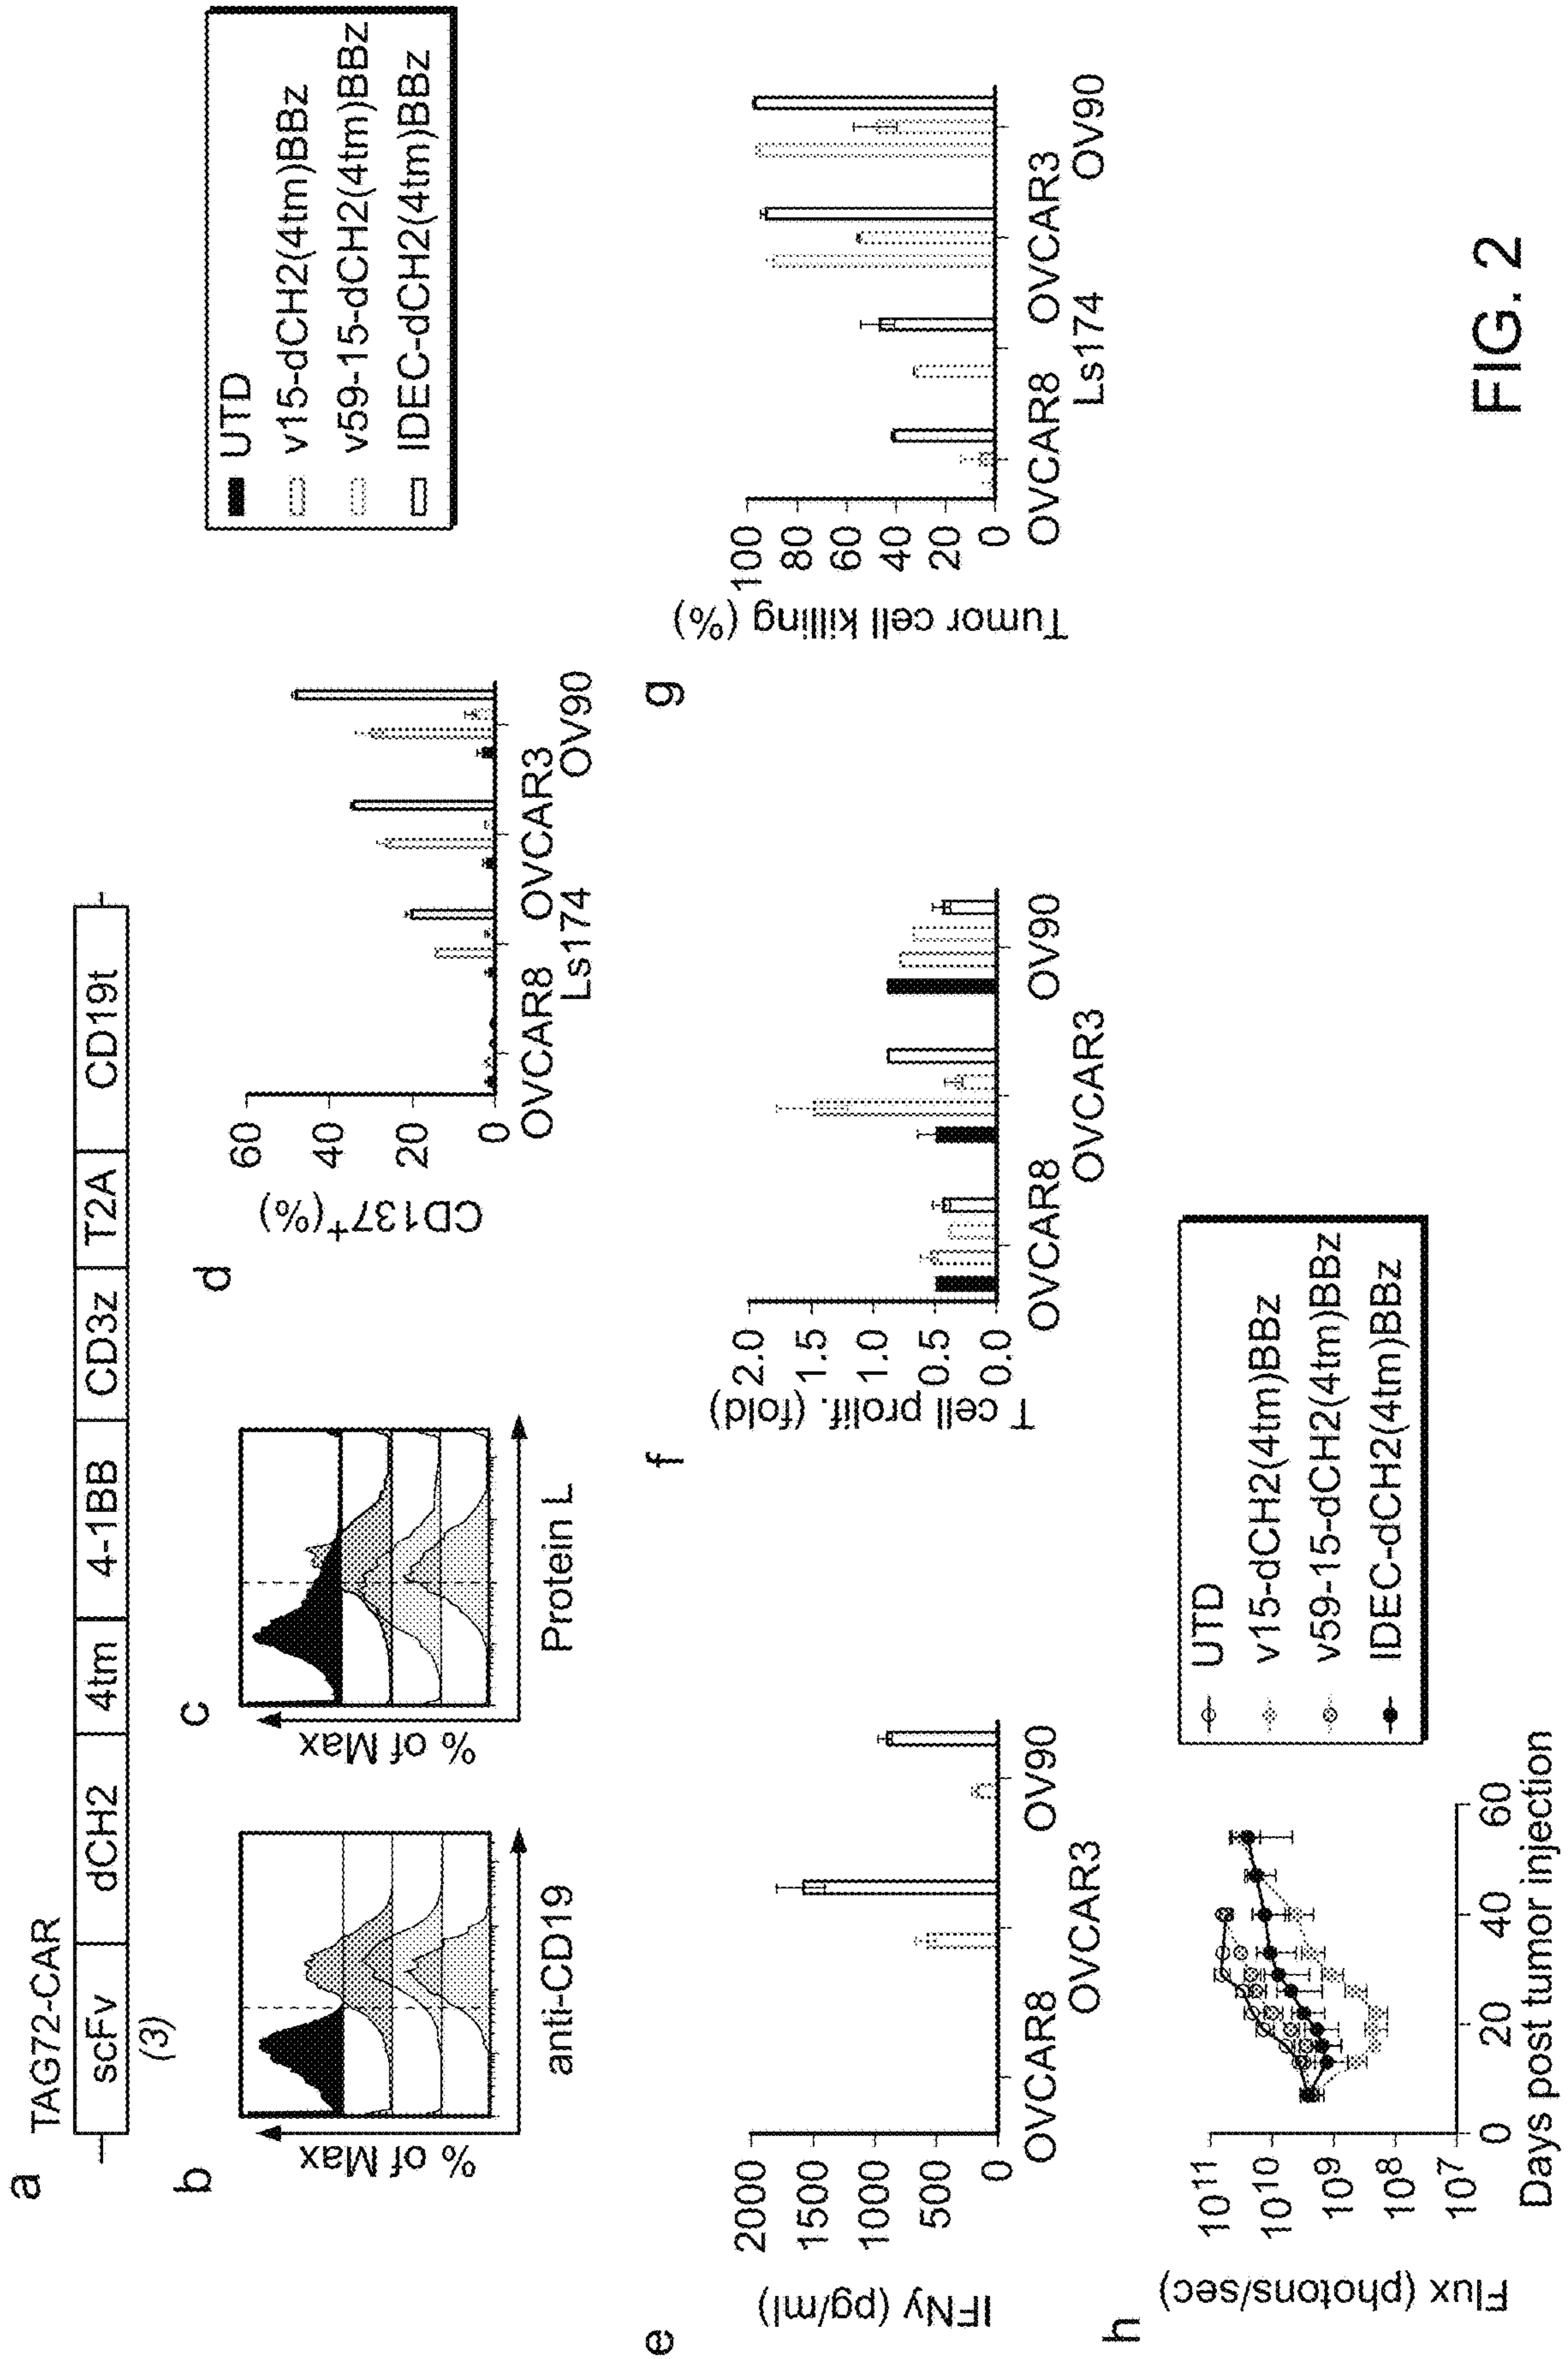 a
TAG72-CAR
scFv dCH2 4tm 4-1BB CD3z T2A CD19t
(3)
b
% of Max
anti-CD19
c
% of Max
Protein L
d
CD137+(%)
60
40
20
0
OVCAR8 OVCAR3
Ls174 OV90
UTD
v15-dCH2(4tm)BBz
v59-15-dCH2(4tm)BBz
IDEC-dCH2(4tm)BBz
e
IFNγ (pg/ml)
2000
1500
1000
500
0
OVCAR8 OV90
OVCAR3
f
T cell prolif. (fold)
2.0
1.5
1.0
0.5
0.0
OVCAR8 OV90
OVCAR3
g
Tumor cell killing (%)
100
80
60
40
20
0
OVCAR8 OVCAR3
Ls174 OV90
h
Flux (photons/sec)
10¹¹
10¹⁰
10⁹
10⁸
10⁷
0 20 40 60
Days post tumor injection
UTD
v15-dCH2(4tm)BBz
v59-15-dCH2(4tm)BBz
IDEC-dCH2(4tm)BBz
FIG. 2